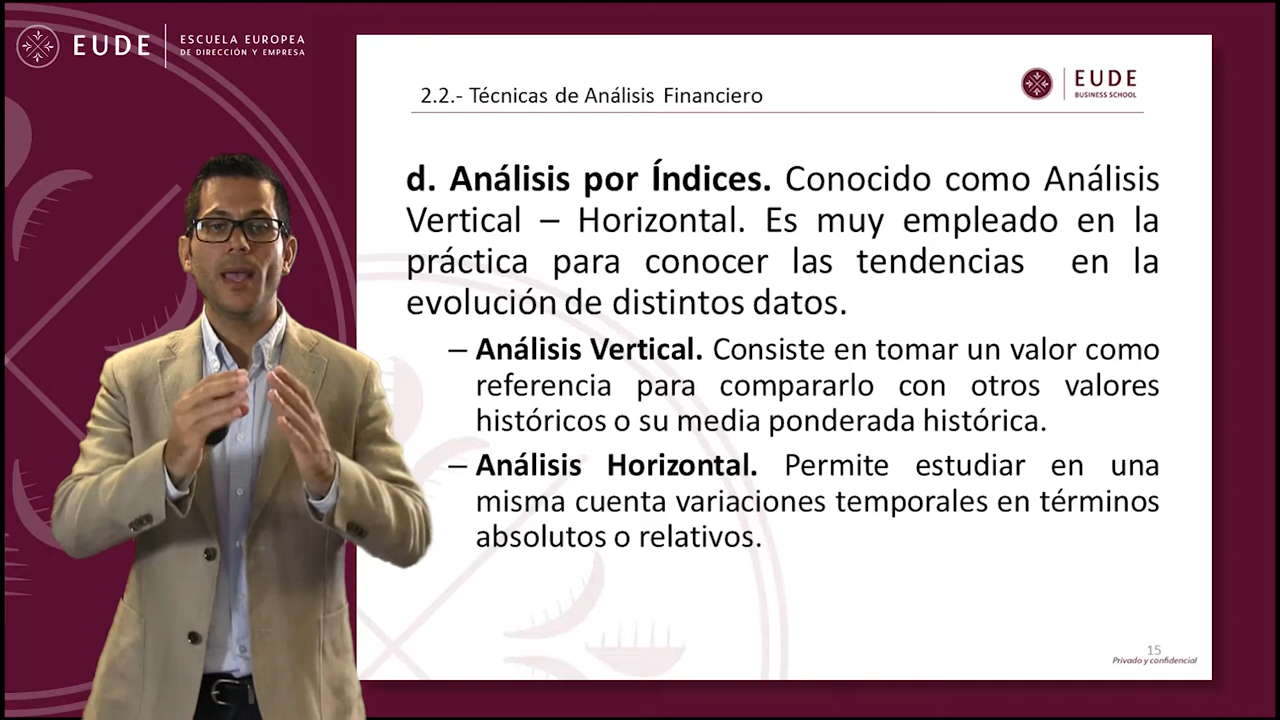 EUDE
ESCUELA EUROPEA
DE DIRECCIÓN Y EMPRESA
2.2.- Técnicas de Análisis Financiero
EUDE
BUSINESS SCHOOL
d. Análisis por Índices. Conocido como Análisis
Vertical – Horizontal. Es muy empleado en la
práctica para conocer las tendencias en la
evolución de distintos datos.
– Análisis Vertical. Consiste en tomar un valor como
referencia para compararlo con otros valores
históricos o su media ponderada histórica.
– Análisis Horizontal. Permite estudiar en una
misma cuenta variaciones temporales en términos
absolutos o relativos.
15
Privado y confidencial